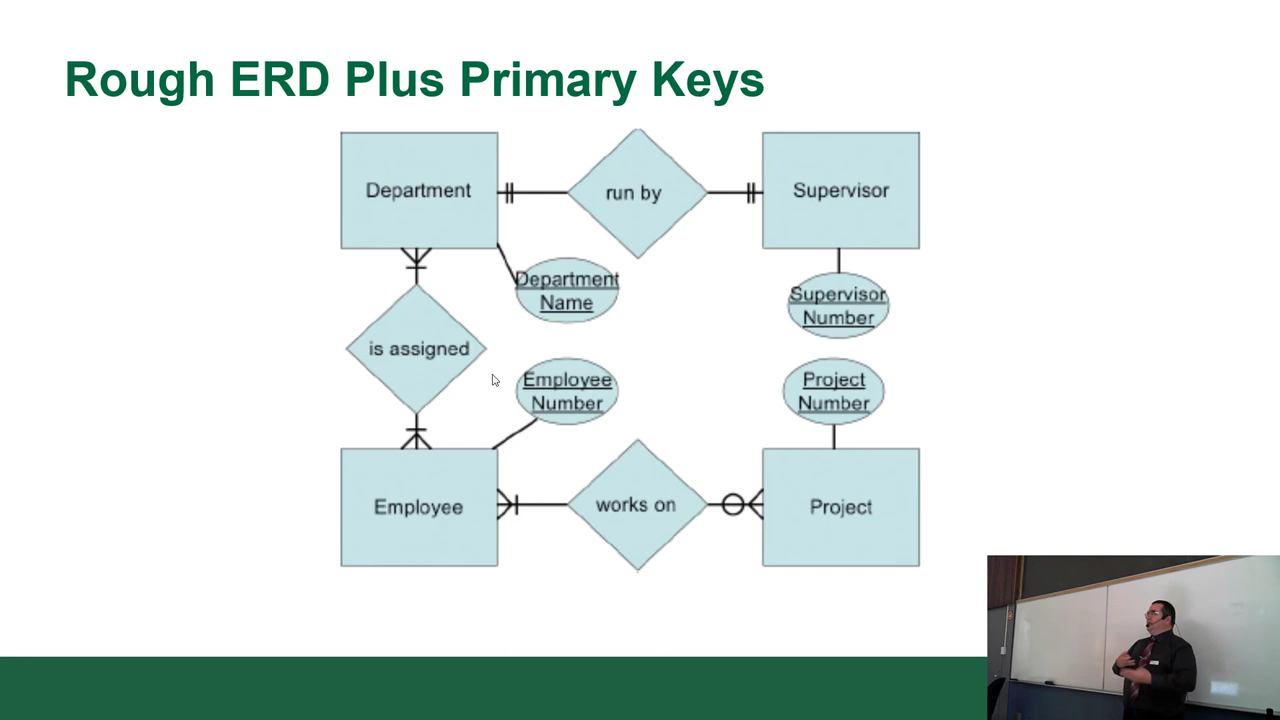 Rough ERD Plus Primary Keys
Department
run by
Supervisor
Department
Name
Supervisor
Number
is assigned
Employee
Number
Project
Number
Employee
works on
Project